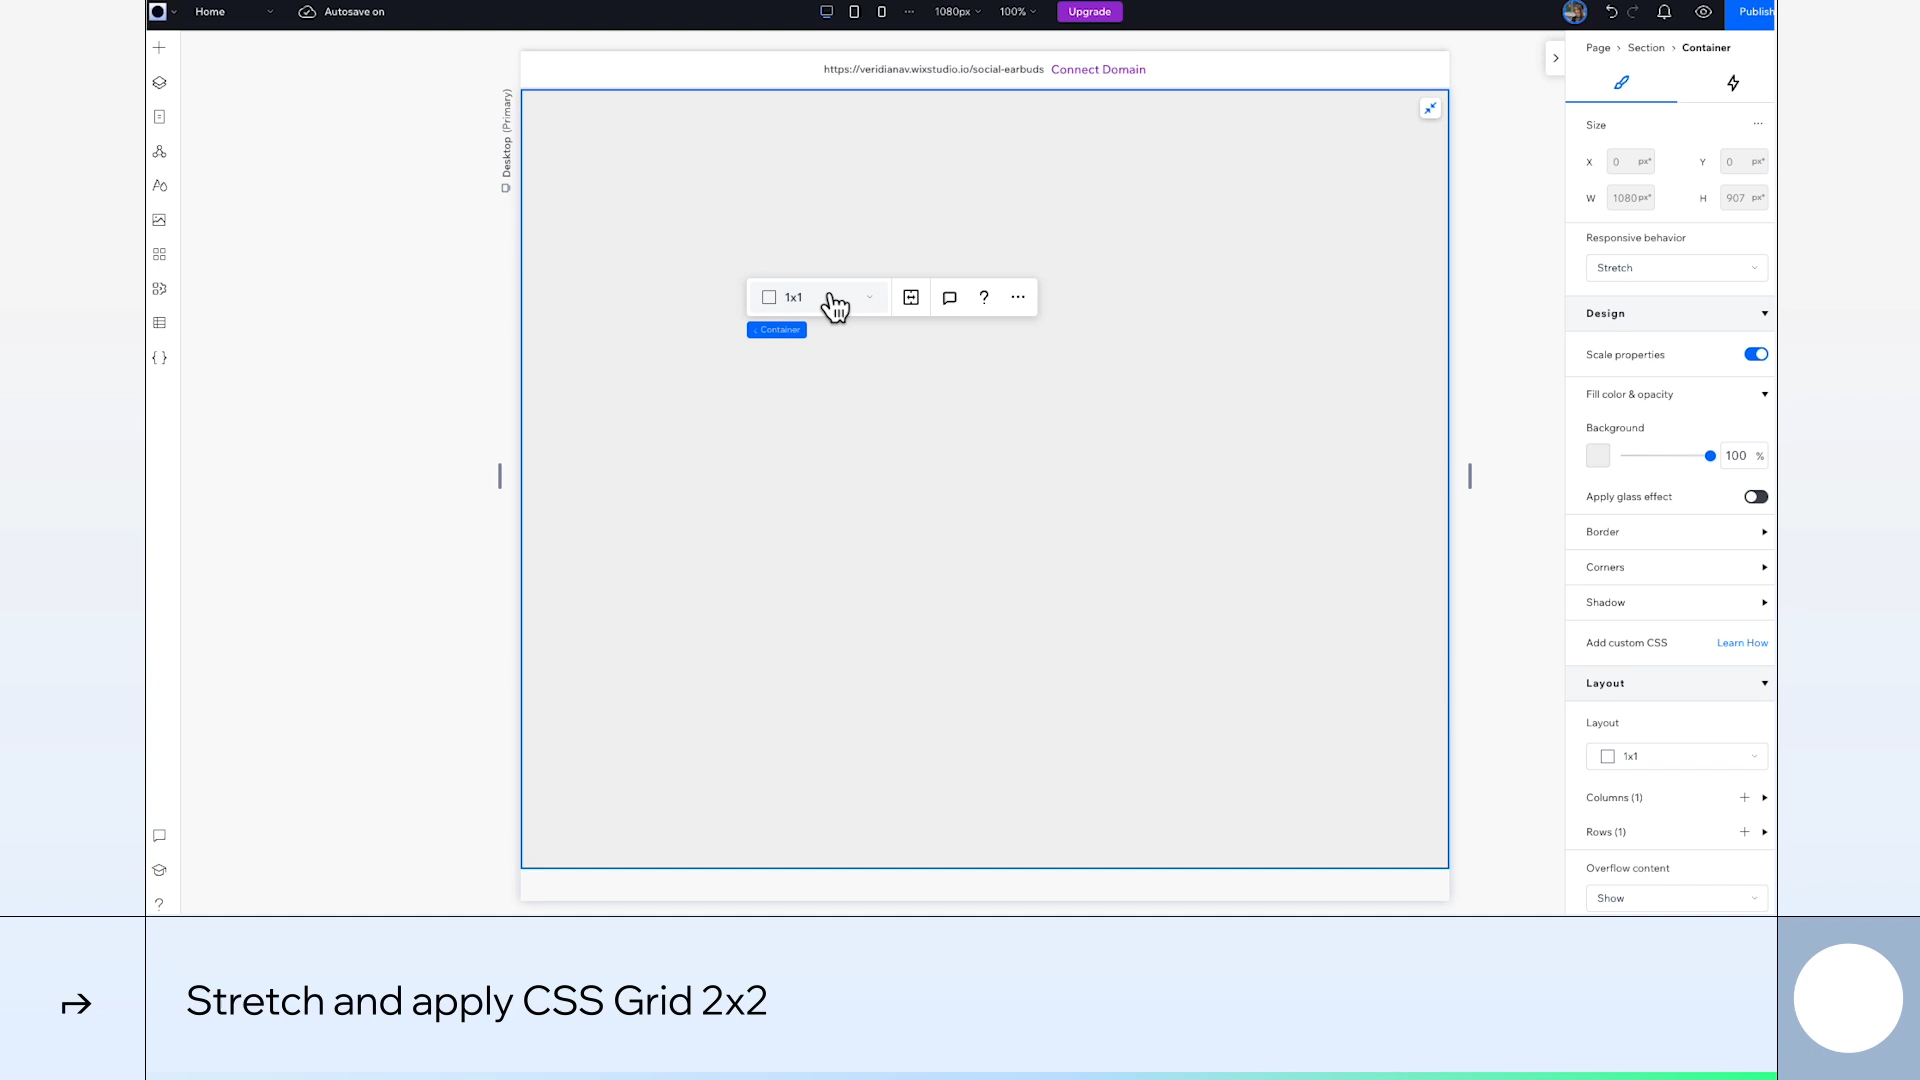 Home
Autosave on
1080px
100%
Upgrade
Publish
https://veridianav.wixstudio.io/social-earbuds Connect Domain
Desktop (Primary)
1x1
?
Container
Page › Section › Container
Size
X 0 px* Y 0 px*
W 1080 px* H 907 px*
Responsive behavior
Stretch
Design
Scale properties
Fill color & opacity
Background
100 %
Apply glass effect
Border
Corners
Shadow
Add custom CSS Learn How
Layout
Layout
1x1
Columns (1)
Rows (1)
Overflow content
Show
?
Stretch and apply CSS Grid 2x2